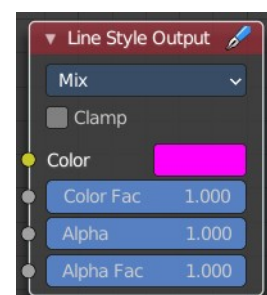 Line Style Output
Mix
Clamp
Color
Color Fac 1.000
Alpha 1.000
Alpha Fac 1.000